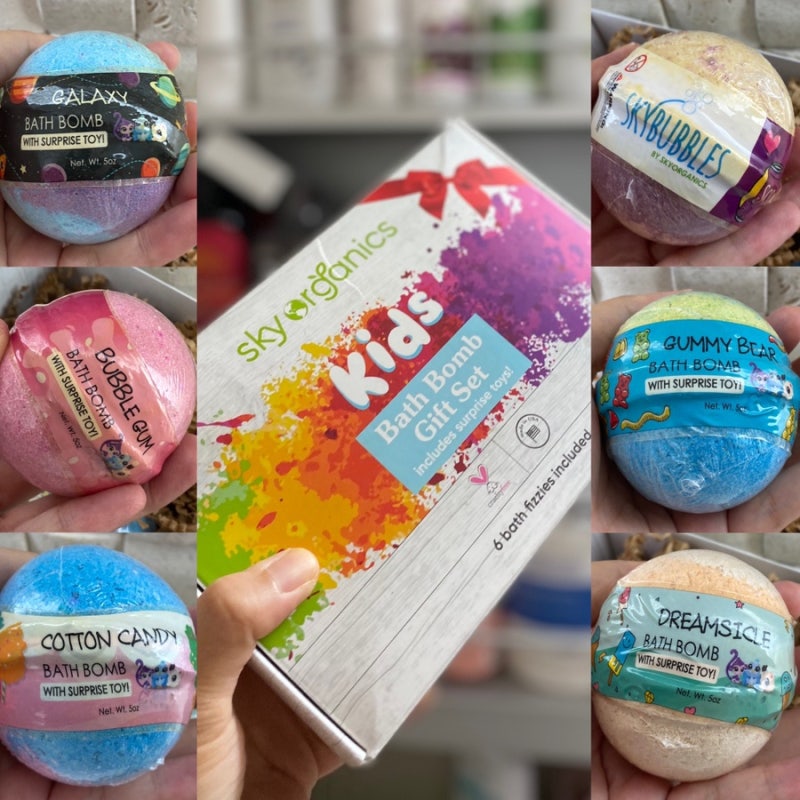 GALAXY
BATH BOMB
WITH SURPRISE TOY!
Net. Wt. 5oz
BUBBLE GUM
BATH BOMB
WITH SURPRISE TOY!
Net. Wt. 5oz
COTTON CANDY
BATH BOMB
WITH SURPRISE TOY!
Net. Wt. 5oz
sky organics
Kids
Bath Bomb
Gift Set
includes surprise toys!
6 bath fizzies included
SKYBUBBLES
BY SKYORGANICS
GUMMY BEAR
BATH BOMB
WITH SURPRISE TOY!
Net. Wt. 5oz
DREAMSICLE
BATH BOMB
WITH SURPRISE TOY!
Net. Wt. 5oz